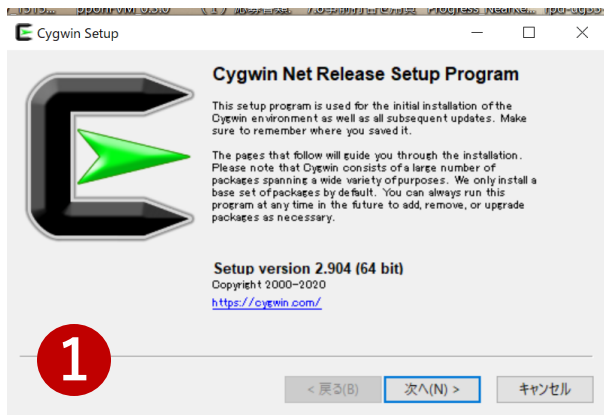 Cygwin Setup
Cygwin Net Release Setup Program
This setup program is used for the initial installation of the
Cygwin environment as well as all subsequent updates. Make
sure to remember where you saved it.
The pages that follow will guide you through the installation.
Please note that Cygwin consists of a large number of
packages spanning a wide variety of purposes. We only install a
base set of packages by default. You can always run this
program at any time in the future to add, remove, or upgrade
packages as necessary.
Setup version 2.904 (64 bit)
Copyright 2000-2020
https://cygwin.com/
1
< 戻る(B)
次へ(N) >
キャンセル